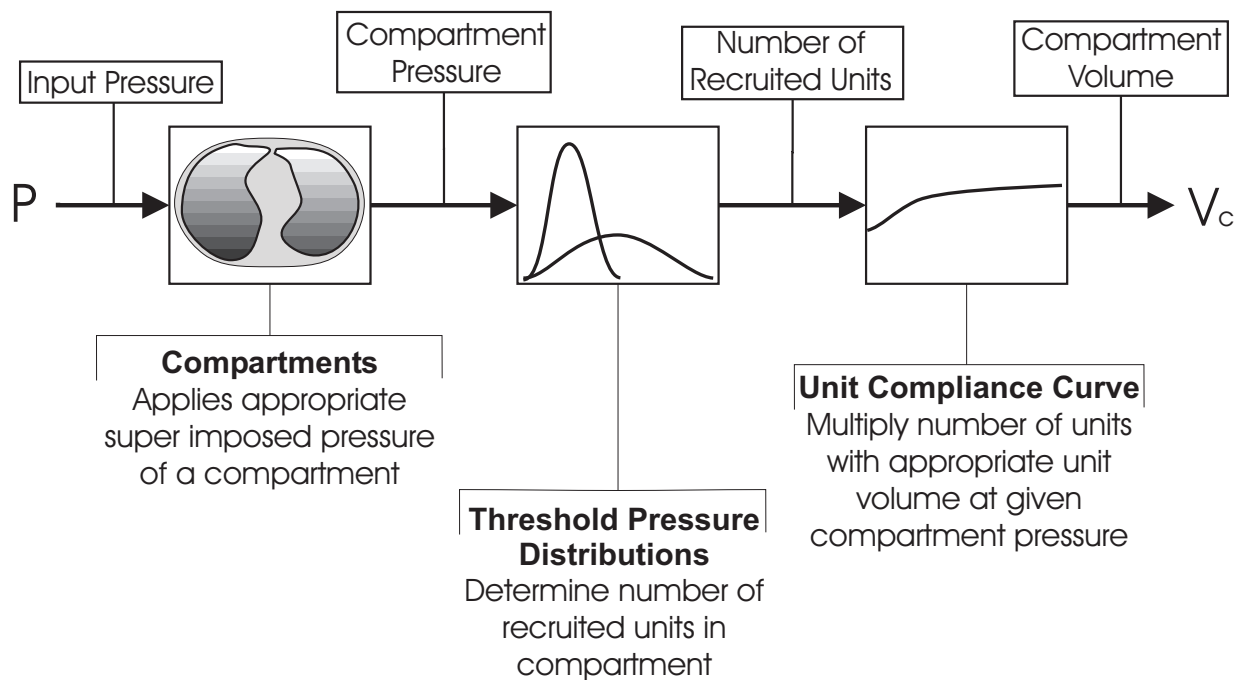 Input Pressure
Compartment
Pressure
Number of
Recruited Units
Compartment
Volume
P
Vc
Compartments
Applies appropriate
super imposed pressure
of a compartment
Threshold Pressure
Distributions
Determine number of
recruited units in
compartment
Unit Compliance Curve
Multiply number of units
with appropriate unit
volume at given
compartment pressure